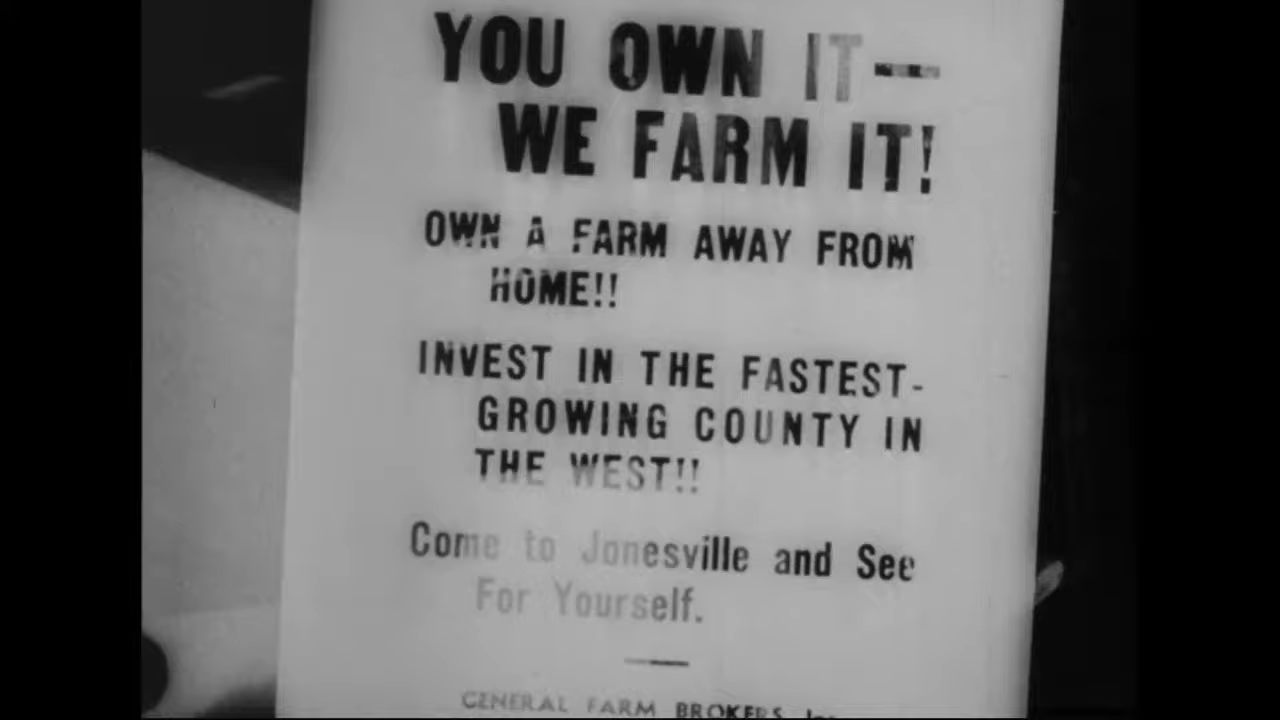 YOU OWN IT—
WE FARM IT!
OWN A FARM AWAY FROM
HOME!!
INVEST IN THE FASTEST-
GROWING COUNTY IN
THE WEST!!
Come to Jonesville and See
For Yourself.
GENERAL FARM BROKERS, Inc.